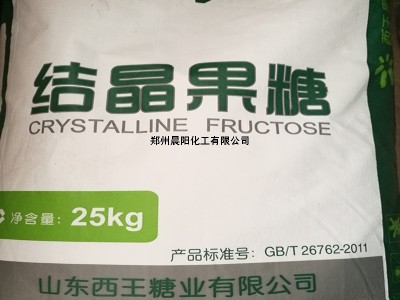 结晶果糖
CRYSTALLINE FRUCTOSE
郑州晨阳化工有限公司
净含量：25kg
产品标准号：GB/T 26762-2011
山东西王糖业有限公司